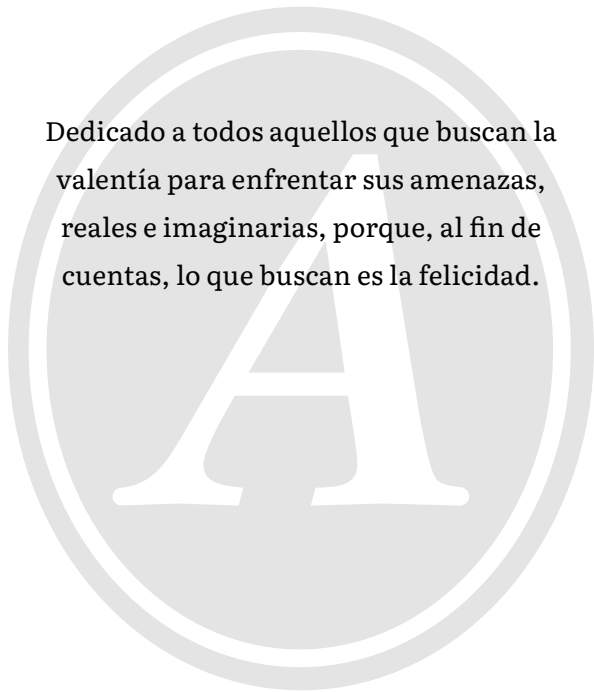 Dedicado a todos aquellos que buscan la
valentía para enfrentar sus amenazas,
reales e imaginarias, porque, al fin de
cuentas, lo que buscan es la felicidad.
A